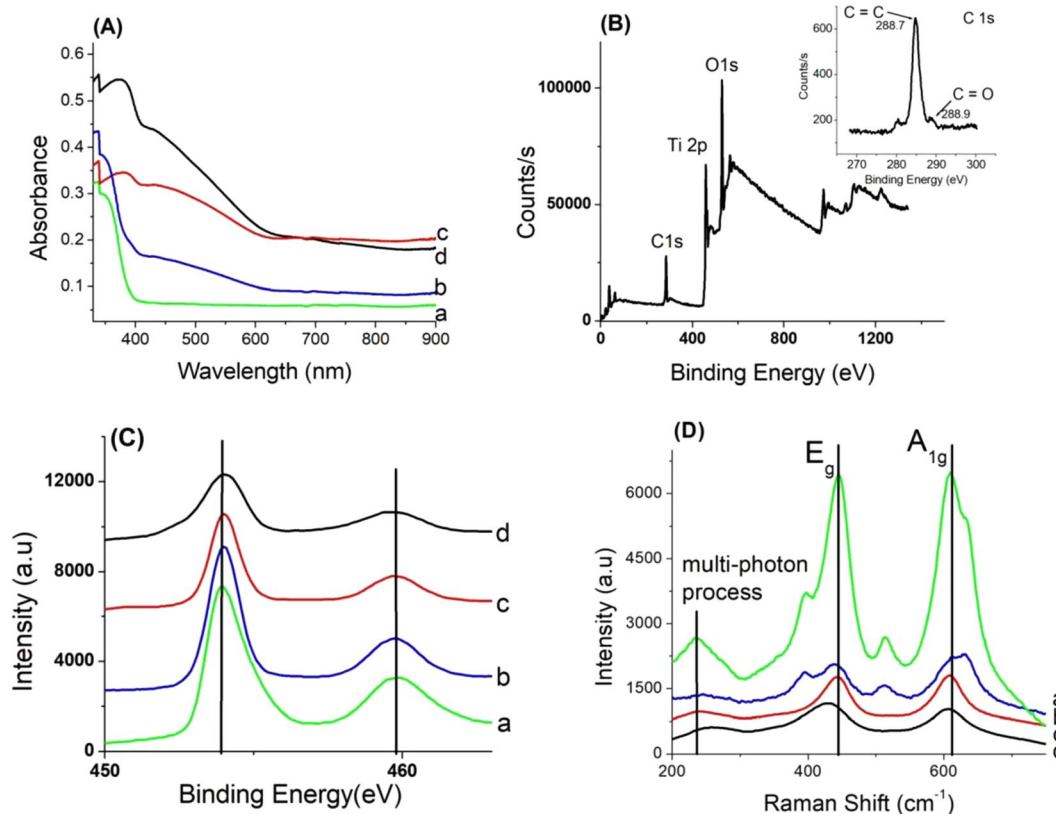 (A)
0.6
0.5
0.4
0.3
0.2
0.1
Absorbance
c
d
b
a
400 500 600 700 800 900
Wavelength (nm)
(B)
100000
50000
0
Counts/s
O1s
Ti 2p
C1s
0 400 800 1200
Binding Energy (eV)
C = C
288.7
C 1s
600
400
200
Counts/s
C = O
288.9
270 280 290 300
Binding Energy (eV)
(C)
12000
8000
4000
0
Intensity (a.u)
d
c
b
a
450 460
Binding Energy(eV)
(D)
E g
A 1g
6000
4500
3000
1500
0
Intensity (a.u)
multi-photon
process
200 400 600
Raman Shift (cm-1)